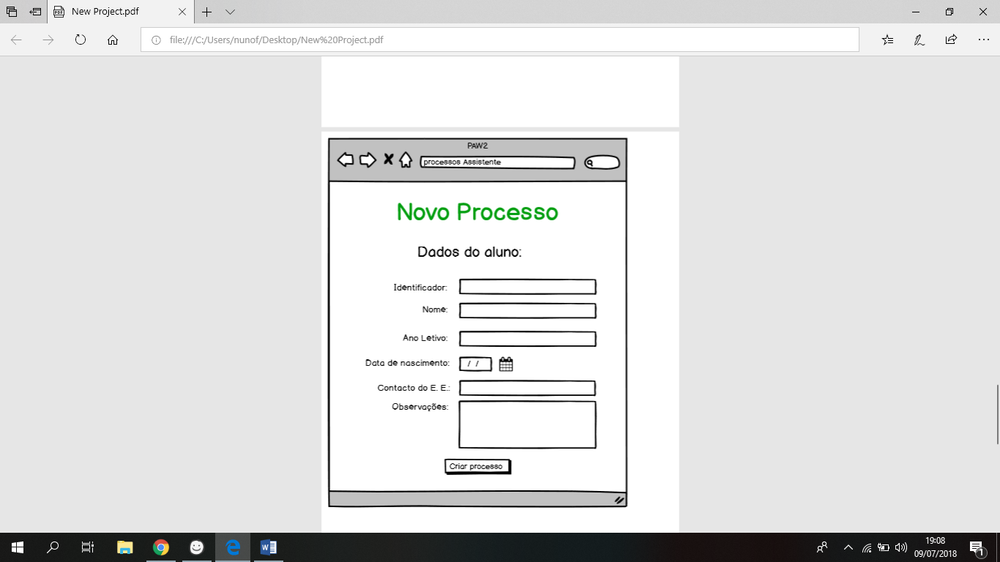 New Project.pdf
file:///C:/Users/nunof/Desktop/New%20Project.pdf
PAW2
processos Assistente
Novo Processo
Dados do aluno:
Identificador:
Nome:
Ano Letivo:
Data de nascimento: / /
Contacto do E. E.:
Observações:
Criar processo
19:08
09/07/2018
1